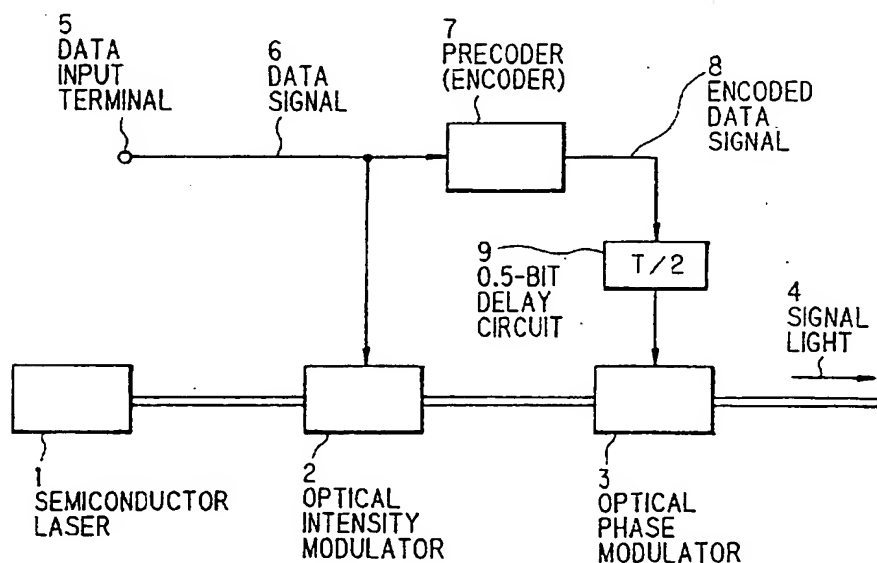 5
DATA
INPUT
TERMINAL
6
DATA
SIGNAL
7
PRECODER
(ENCODER)
8
ENCODED
DATA
SIGNAL
9
0.5-BIT
DELAY
CIRCUIT
T/2
4
SIGNAL
LIGHT
1
SEMICONDUCTOR
LASER
2
OPTICAL
INTENSITY
MODULATOR
3
OPTICAL
PHASE
MODULATOR